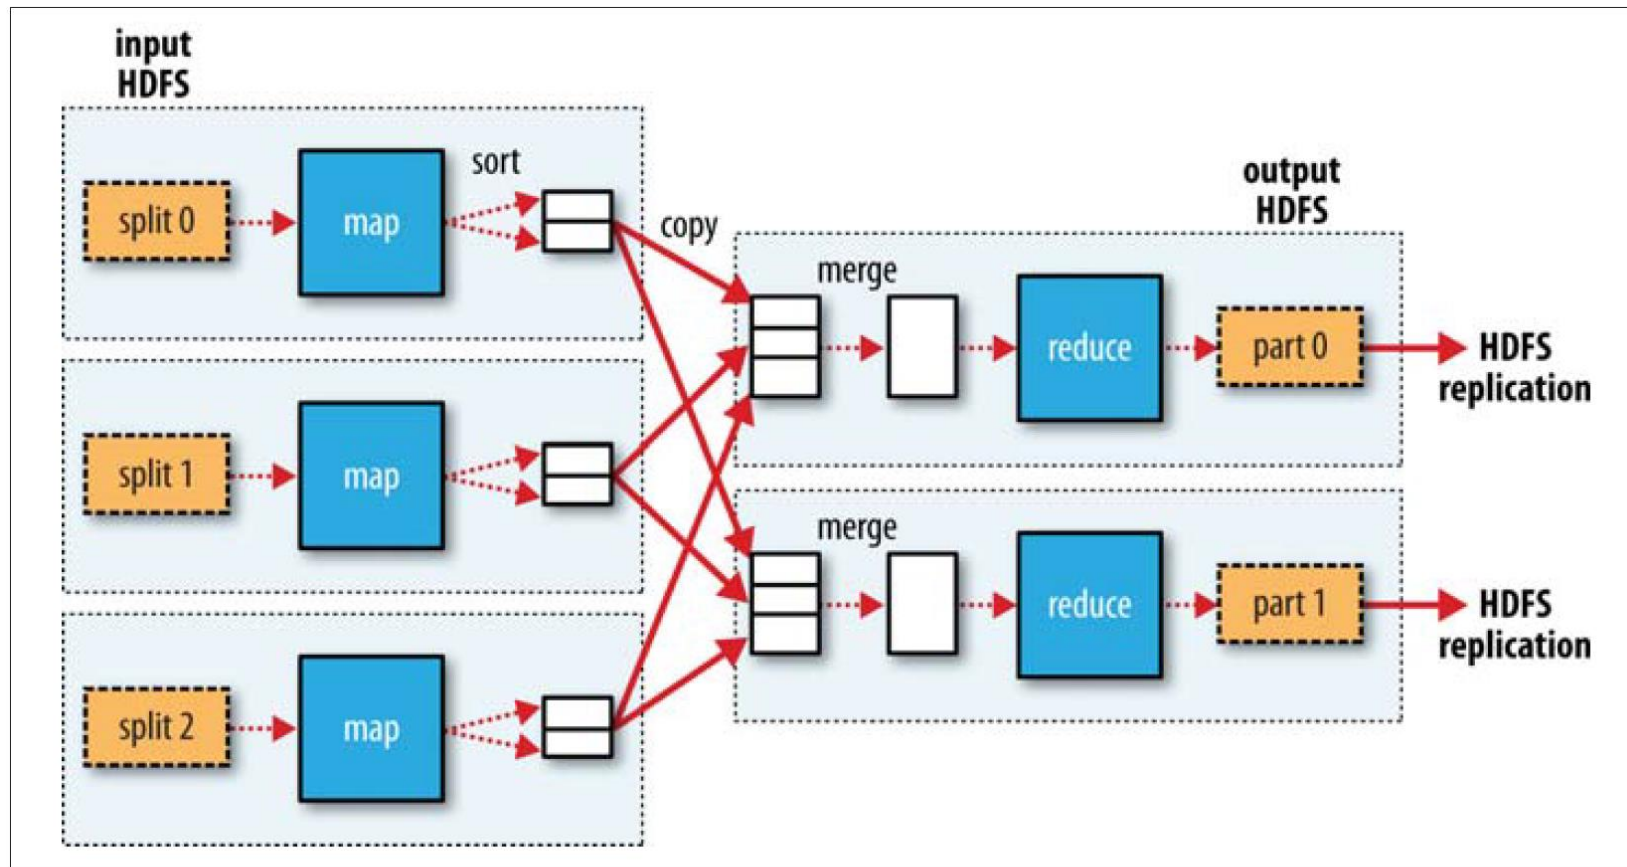 input
HDFS
split 0
map
sort
copy
split 1
map
split 2
map
output
HDFS
merge
reduce
part 0
HDFS
replication
merge
reduce
part 1
HDFS
replication